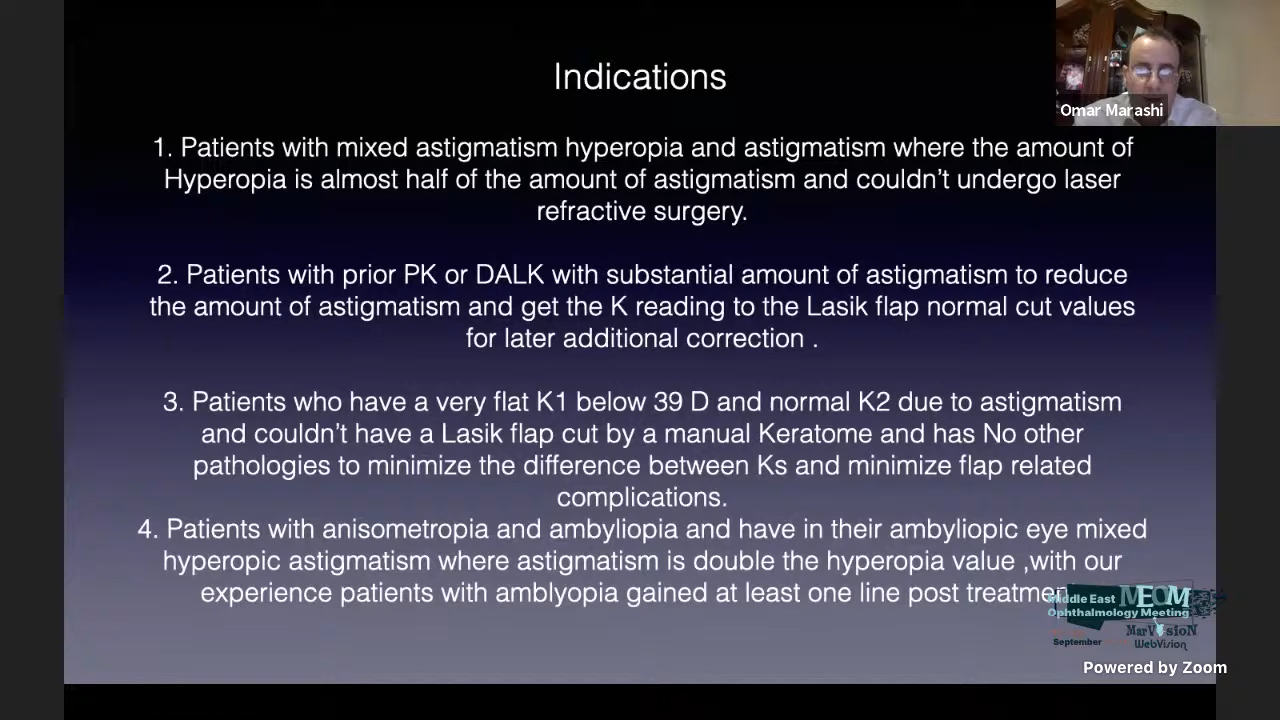 Indications
Omar Marashi
1. Patients with mixed astigmatism hyperopia and astigmatism where the amount of
Hyperopia is almost half of the amount of astigmatism and couldn’t undergo laser
refractive surgery.
2. Patients with prior PK or DALK with substantial amount of astigmatism to reduce
the amount of astigmatism and get the K reading to the Lasik flap normal cut values
for later additional correction .
3. Patients who have a very flat K1 below 39 D and normal K2 due to astigmatism
and couldn’t have a Lasik flap cut by a manual Keratome and has No other
pathologies to minimize the difference between Ks and minimize flap related
complications.
4. Patients with anisometropia and ambyliopia and have in their ambyliopic eye mixed
hyperopic astigmatism where astigmatism is double the hyperopia value ,with our
experience patients with amblyopia gained at least one line post
Middle East MEOM
Ophthalmology Meeting
MarVisioN
September
WebVision
Powered by Zoom